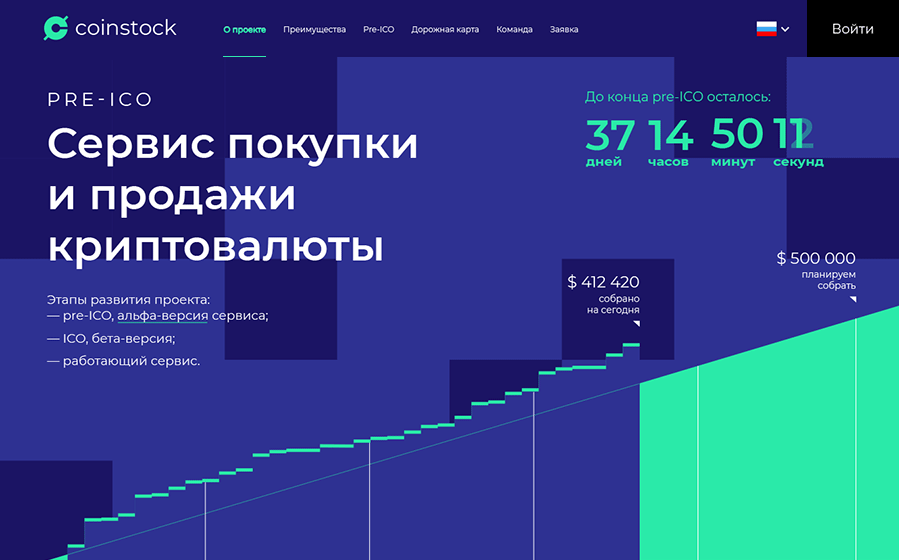 coinstock
О проекте Преимущества Pre-ICO Дорожная карта Команда Заявка
Войти
PRE-ICO
Сервис покупки
и продажи
криптовалюты
До конца pre-ICO осталось:
37 14 50 11
дней часов минут секунд
Этапы развития проекта:
— pre-ICO, альфа-версия сервиса;
— ICO, бета-версия;
— работающий сервис.
$ 412 420
собрано
на сегодня
$ 500 000
планируем
собрать